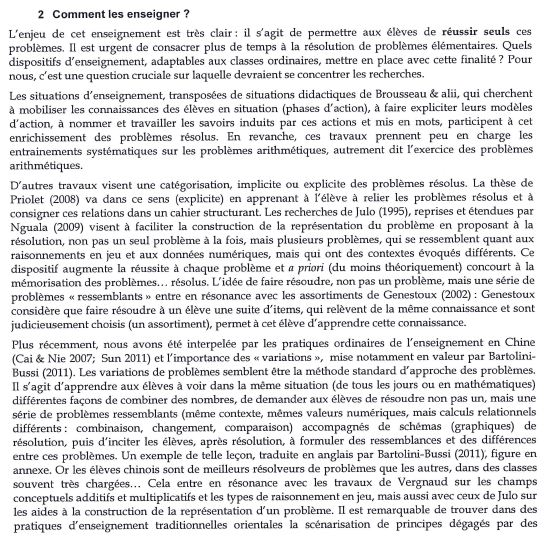 2 Comment les enseigner ?
L'enjeu de cet enseignement est très clair : il s'agit de permettre aux élèves de réussir seuls ces
problèmes. Il est urgent de consacrer plus de temps à la résolution de problèmes élémentaires. Quels
dispositifs d'enseignement, adaptables aux classes ordinaires, mettre en place avec cette finalité ? Pour
nous, c'est une question cruciale sur laquelle devraient se concentrer les recherches.
Les situations d'enseignement, transposées de situations didactiques de Brousseau & alii, qui cherchent
à mobiliser les connaissances des élèves en situation (phases d'action), à faire expliciter leurs modèles
d'action, à nommer et travailler les savoirs induits par ces actions et mis en mots, participent à cet
enrichissement des problèmes résolus. En revanche, ces travaux prennent peu en charge les
entrainements systématiques sur les problèmes arithmétiques, autrement dit l'exercice des problèmes
arithmétiques.
D'autres travaux visent une catégorisation, implicite ou explicite des problèmes résolus. La thèse de
Priolet (2008) va dans ce sens (explicite) en apprenant à l'élève à relier les problèmes résolus et à
consigner ces relations dans un cahier structurant. Les recherches de Julo (1995), reprises et étendues par
Nguala (2009) visent à faciliter la construction de la représentation du problème en proposant à la
résolution, non pas un seul problème à la fois, mais plusieurs problèmes, qui se ressemblent quant aux
raisonnements en jeu et aux données numériques, mais qui ont des contextes évoqués différents. Ce
dispositif augmente la réussite à chaque problème et a priori (du moins théoriquement) concourt à la
mémorisation des problèmes… résolus. L'idée de faire résoudre, non pas un problème, mais une série de
problèmes « ressemblants » entre en résonance avec les assortiments de Genestoux (2002) : Genestoux
considère que faire résoudre à un élève une suite d'items, qui relèvent de la même connaissance et sont
judicieusement choisis (un assortiment), permet à cet élève d'apprendre cette connaissance.
Plus récemment, nous avons été interpelée par les pratiques ordinaires de l'enseignement en Chine
(Cai & Nie 2007; Sun 2011) et l'importance des « variations », mise notamment en valeur par Bartolini-
Bussi (2011). Les variations de problèmes semblent être la méthode standard d'approche des problèmes.
Il s'agit d'apprendre aux élèves à voir dans la même situation (de tous les jours ou en mathématiques)
différentes façons de combiner des nombres, de demander aux élèves de résoudre non pas un, mais une
série de problèmes ressemblants (même contexte, mêmes valeurs numériques, mais calculs relationnels
différents : combinaison, changement, comparaison) accompagnés de schémas (graphiques) de
résolution, puis d'inciter les élèves, après résolution, à formuler des ressemblances et des différences
entre ces problèmes. Un exemple de telle leçon, traduite en anglais par Bartolini-Bussi (2011), figure en
annexe. Or les élèves chinois sont de meilleurs résolveurs de problèmes que les autres, dans des classes
souvent très chargées… Cela entre en résonance avec les travaux de Vergnaud sur les champs
conceptuels additifs et multiplicatifs et les types de raisonnement en jeu, mais aussi avec ceux de Julo sur
les aides à la construction de la représentation d'un problème. Il est remarquable de trouver dans des
pratiques d'enseignement traditionnelles orientales la scénarisation de principes dégagés par des